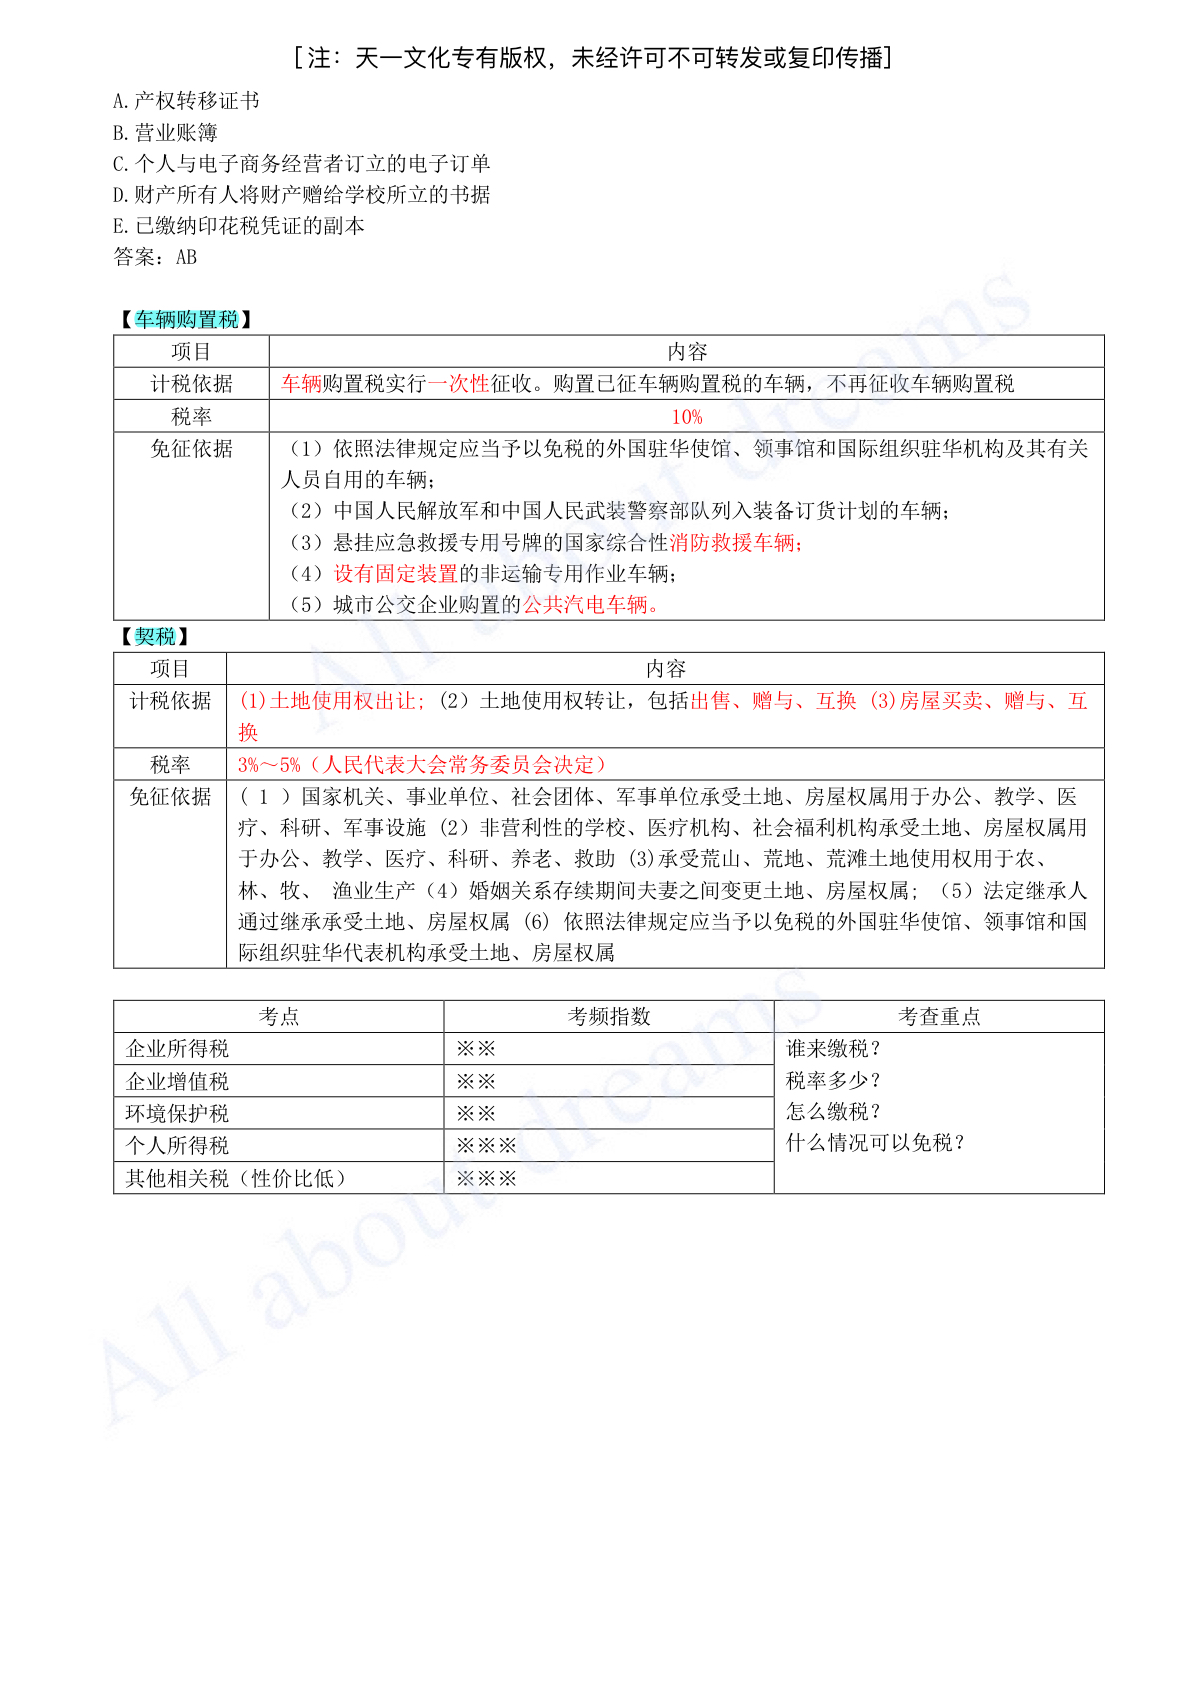 [注：天一文化专有版权，未经许可不可转发或复印传播]
A.产权转移证书
B.营业账簿
C.个人与电子商务经营者订立的电子订单
D.财产所有人将财产赠给学校所立的书据
E.已缴纳印花税凭证的副本
答案：AB
【车辆购置税】
项目 内容
计税依据 车辆购置税实行一次性征收。购置已征车辆购置税的车辆，不再征收车辆购置税
税率 10%
免征依据 （1）依照法律规定应当予以免税的外国驻华使馆、领事馆和国际组织驻华机构及其有关
人员自用的车辆；
（2）中国人民解放军和中国人民武装警察部队列入装备订货计划的车辆；
（3）悬挂应急救援专用号牌的国家综合性消防救援车辆；
（4）设有固定装置的非运输专用作业车辆；
（5）城市公交企业购置的公共汽电车辆。
【契税】
项目 内容
计税依据 (1)土地使用权出让；(2）土地使用权转让，包括出售、赠与、互换 (3)房屋买卖、赠与、互
换
税率 3%～5%（人民代表大会常务委员会决定）
免征依据 ( 1 ）国家机关、事业单位、社会团体、军事单位承受土地、房屋权属用于办公、教学、医
疗、科研、军事设施 (2）非营利性的学校、医疗机构、社会福利机构承受土地、房屋权属用
于办公、教学、医疗、科研、养老、救助 (3)承受荒山、荒地、荒滩土地使用权用于农、
林、牧、 渔业生产（4）婚姻关系存续期间夫妻之间变更土地、房屋权属；（5）法定继承人
通过继承承受土地、房屋权属 (6) 依照法律规定应当予以免税的外国驻华使馆、领事馆和国
际组织驻华代表机构承受土地、房屋权属
考点 考频指数 考查重点
企业所得税 ※※ 谁来缴税？
企业增值税 ※※ 税率多少？
环境保护税 ※※ 怎么缴税？
个人所得税 ※※※ 什么情况可以免税？
其他相关税（性价比低） ※※※
All about dreams
All about dreams